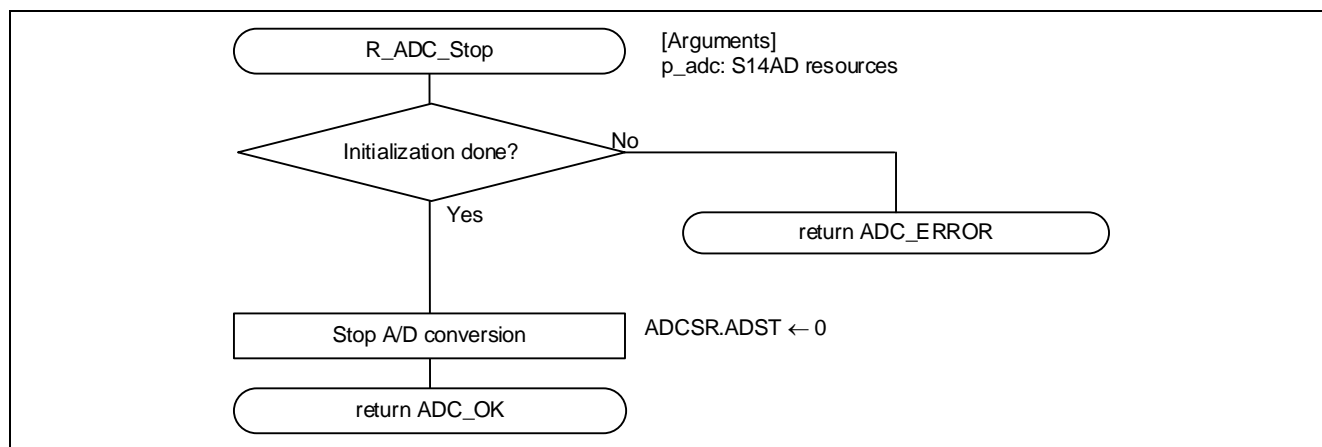 R_ADC_Stop
[Arguments]
p_adc: S14AD resources
Initialization done?
No
Yes
return ADC_ERROR
Stop A/D conversion
ADCSR.ADST ← 0
return ADC_OK